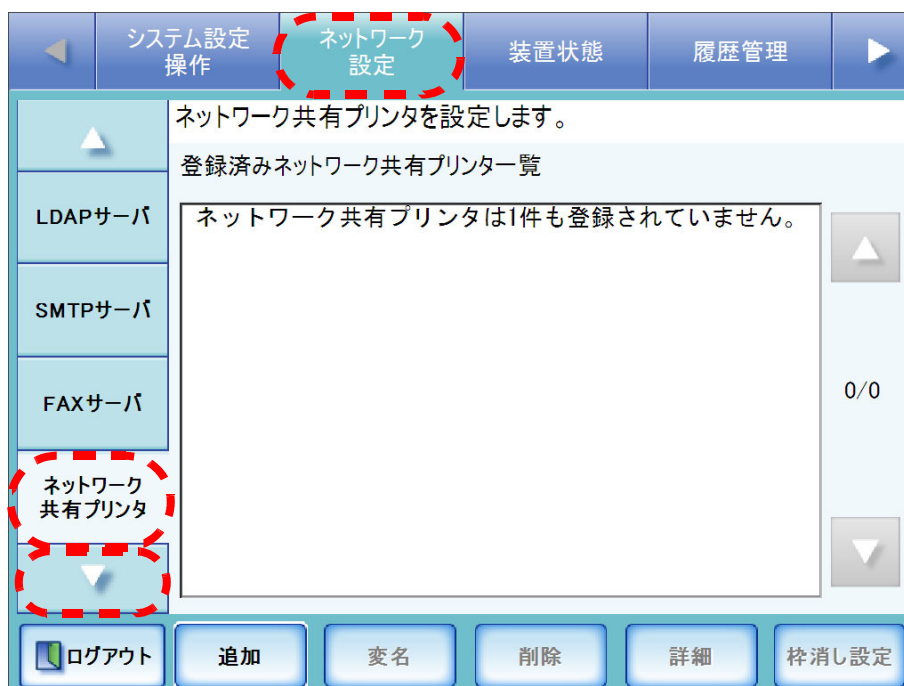 システム設定
操作
ネットワーク
設定
装置状態
履歴管理
ネットワーク共有プリンタを設定します。
登録済みネットワーク共有プリンタ一覧
ネットワーク共有プリンタは1件も登録されていません。
LDAPサーバ
SMTPサーバ
FAXサーバ
0/0
ネットワーク
共有プリンタ
ログアウト
追加
変名
削除
詳細
枠消し設定